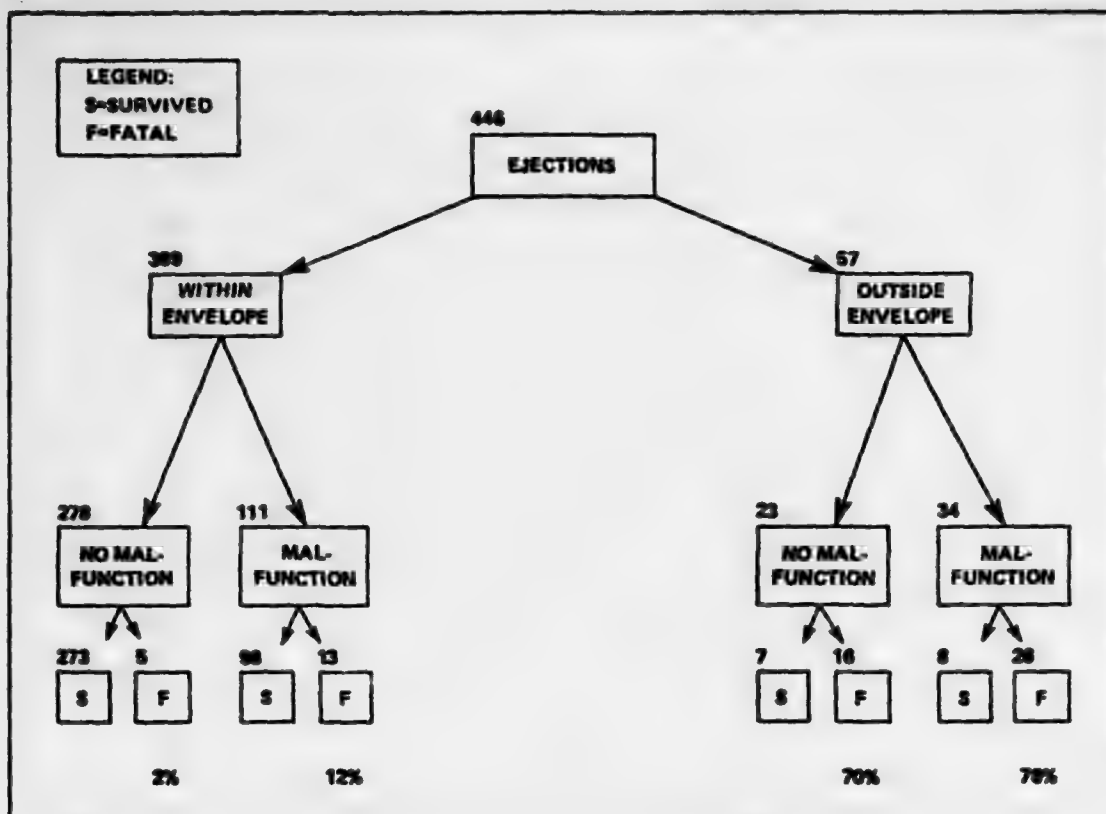 LEGEND:
S=SURVIVED
F=FATAL
446
EJECTIONS
389
WITHIN
ENVELOPE
57
OUTSIDE
ENVELOPE
278
NO MAL-
FUNCTION
111
MAL-
FUNCTION
23
NO MAL-
FUNCTION
34
MAL-
FUNCTION
273 5
S F
98 13
S F
7 16
S F
8 26
S F
2% 12% 70% 76%